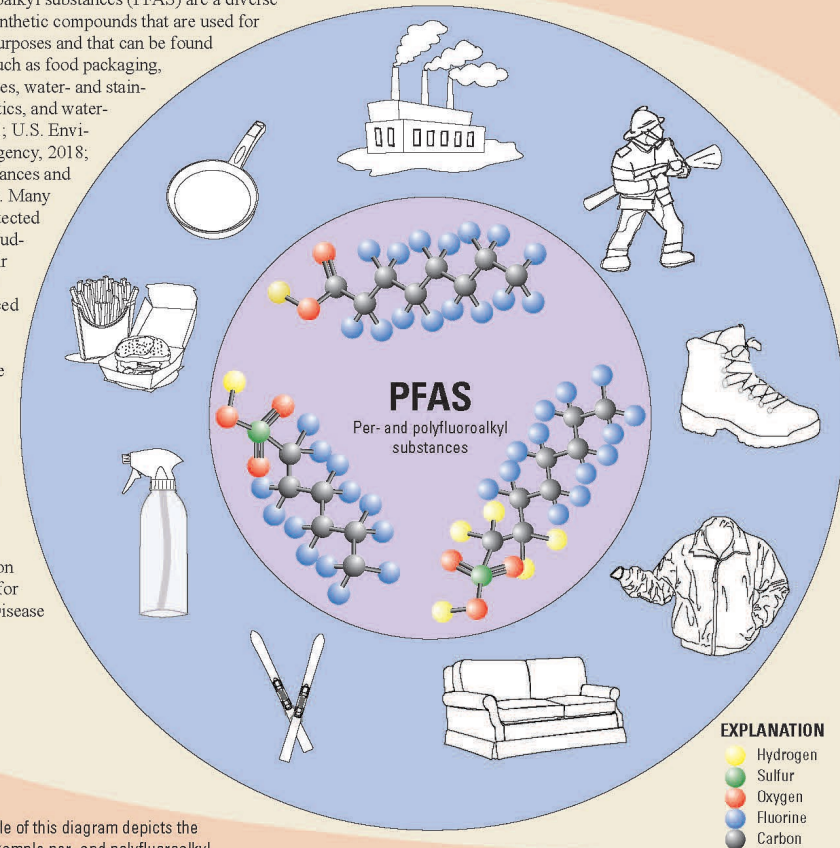 oalkyl substances (PFAS) are a diverse
nthetic compounds that are used for
urposes and that can be found
uch as food packaging,
es, water- and stain-
tics, and water-
; U.S. Envi-
gency, 2018;
ances and
. Many
tected
ud-
r
ed
e
on
for
isease
PFAS
Per- and polyfluoroalkyl
substances
EXPLANATION
Hydrogen
Sulfur
Oxygen
Fluorine
Carbon
le of this diagram depicts the